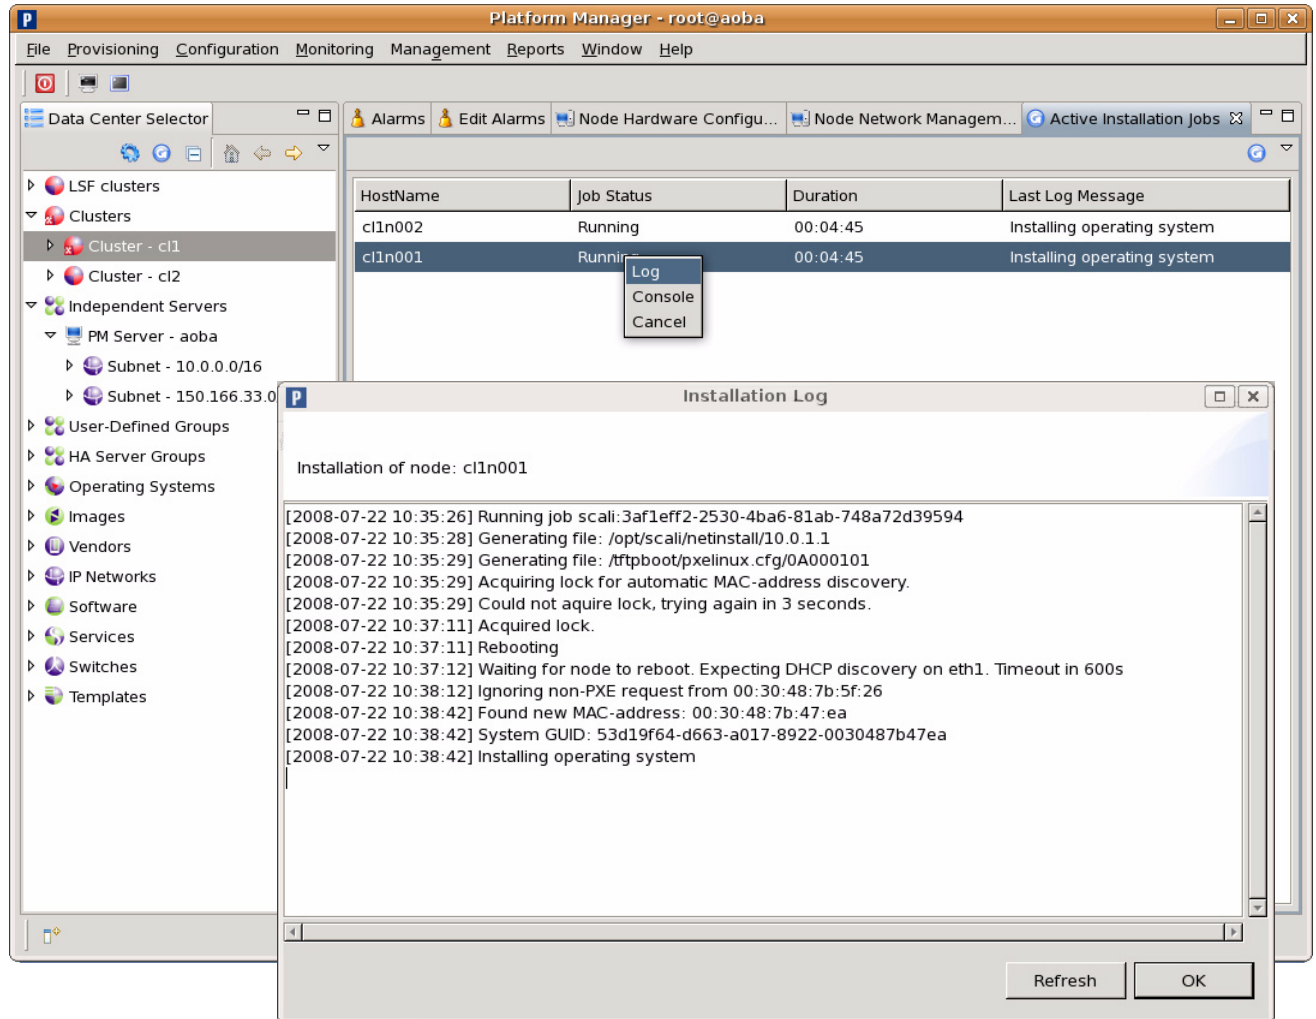 Platform Manager - root@aoba
File Provisioning Configuration Monitoring Management Reports Window Help
Data Center Selector
Alarms Edit Alarms Node Hardware Configu... Node Network Managem... Active Installation Jobs
LSF clusters
Clusters
Cluster - cl1
Cluster - cl2
Independent Servers
PM Server - aoba
Subnet - 10.0.0.0/16
Subnet - 150.166.33.0
User-Defined Groups
HA Server Groups
Operating Systems
Images
Vendors
IP Networks
Software
Services
Switches
Templates
HostName Job Status Duration Last Log Message
cl1n002 Running 00:04:45 Installing operating system
cl1n001 Runnin 00:04:45 Installing operating system
Log
Console
Cancel
Installation Log
Installation of node: cl1n001
[2008-07-22 10:35:26] Running job scali:3af1eff2-2530-4ba6-81ab-748a72d39594
[2008-07-22 10:35:28] Generating file: /opt/scali/netinstall/10.0.1.1
[2008-07-22 10:35:29] Generating file: /tftpboot/pxelinux.cfg/0A000101
[2008-07-22 10:35:29] Acquiring lock for automatic MAC-address discovery.
[2008-07-22 10:35:29] Could not aquire lock, trying again in 3 seconds.
[2008-07-22 10:37:11] Acquired lock.
[2008-07-22 10:37:11] Rebooting
[2008-07-22 10:37:12] Waiting for node to reboot. Expecting DHCP discovery on eth1. Timeout in 600s
[2008-07-22 10:38:12] Ignoring non-PXE request from 00:30:48:7b:5f:26
[2008-07-22 10:38:42] Found new MAC-address: 00:30:48:7b:47:ea
[2008-07-22 10:38:42] System GUID: 53d19f64-d663-a017-8922-0030487b47ea
[2008-07-22 10:38:42] Installing operating system
Refresh OK